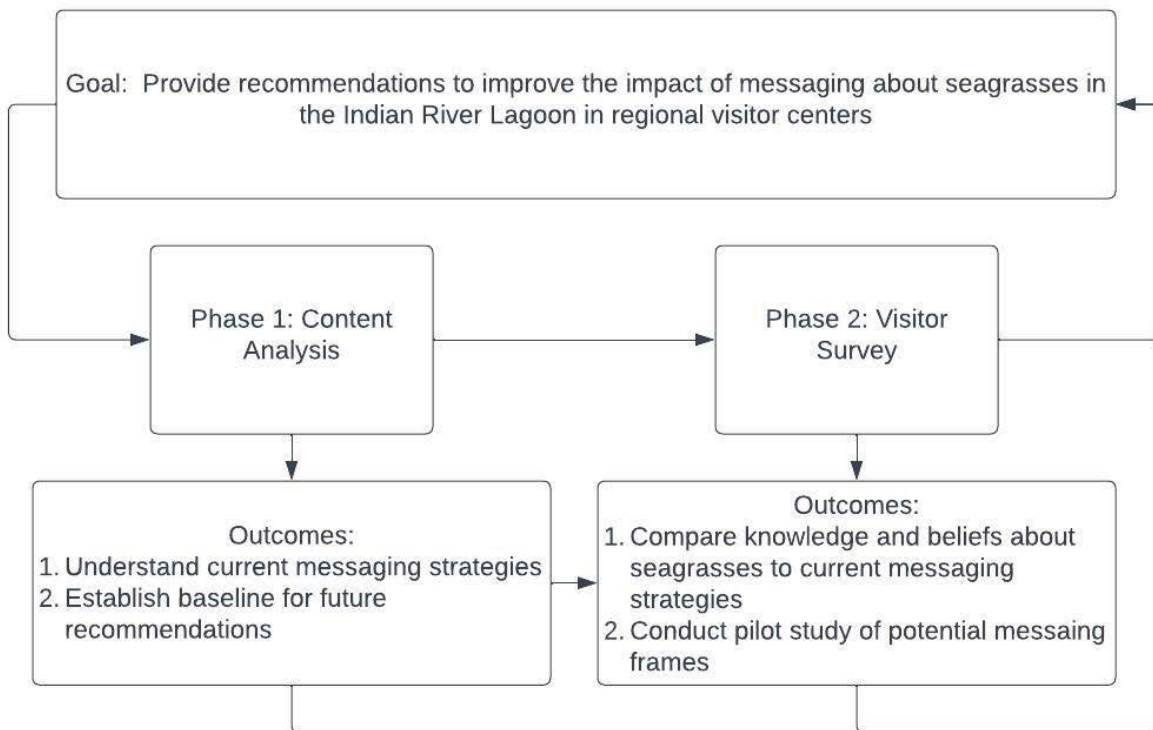 Goal:  Provide recommendations to improve the impact of messaging about seagrasses in
the Indian River Lagoon in regional visitor centers
Phase 1: Content
Analysis
Phase 2: Visitor
Survey
Outcomes:
1. Understand current messaging strategies
2. Establish baseline for future
recommendations
Outcomes:
1. Compare knowledge and beliefs about
seagrasses to current messaging
strategies
2. Conduct pilot study of potential messaing
frames